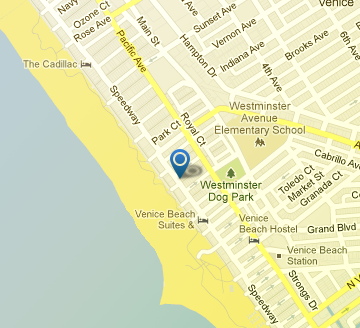 Navy
Ozone Ct
Rose Ave
Main St
Sunset Ave
Venice
Vernon Ave
Hampton Dr
Indiana Ave
Brooks Ave
4th Ave
6th Ave
Pacific Ave
The Cadillac
Speedway
Westminster
Avenue
Elementary School
Royal Ct
Park Ct
Cabrillo Av
Toledo Ct
Market St
Granada Ct
Westminster
Dog Park
Venice Beach
Suites &
Venice
Beach Hostel
Grand Blvd
Venice Beach
Station
Strongs Dr
Speedway
N V